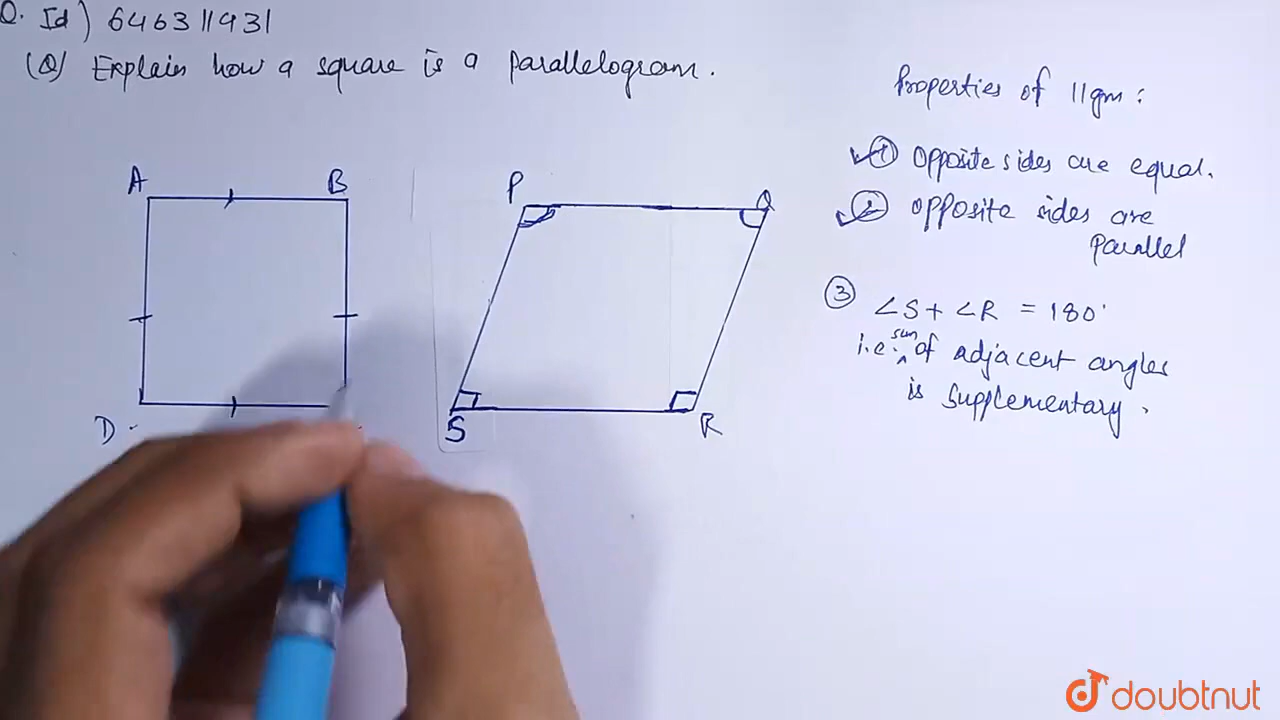 Q. Id) 646311931
(Q) Explain how a square is a parallelogram.
Properties of 11gm:
① Opposite sides are equal.
② Opposite sides are
parallel
③ ∠S + ∠R = 180°
i.e. sum of adjacent angles
is supplementary.
A B
D
P Q
S R
doubtnut